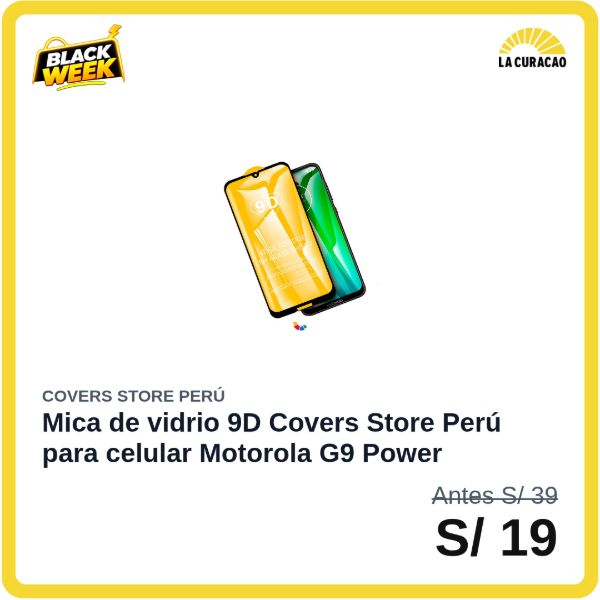 BLACK
WEEK
LA CURACAO
9D
COVERS STORE PERÚ
Mica de vidrio 9D Covers Store Perú
para celular Motorola G9 Power
Antes S/ 39
S/ 19